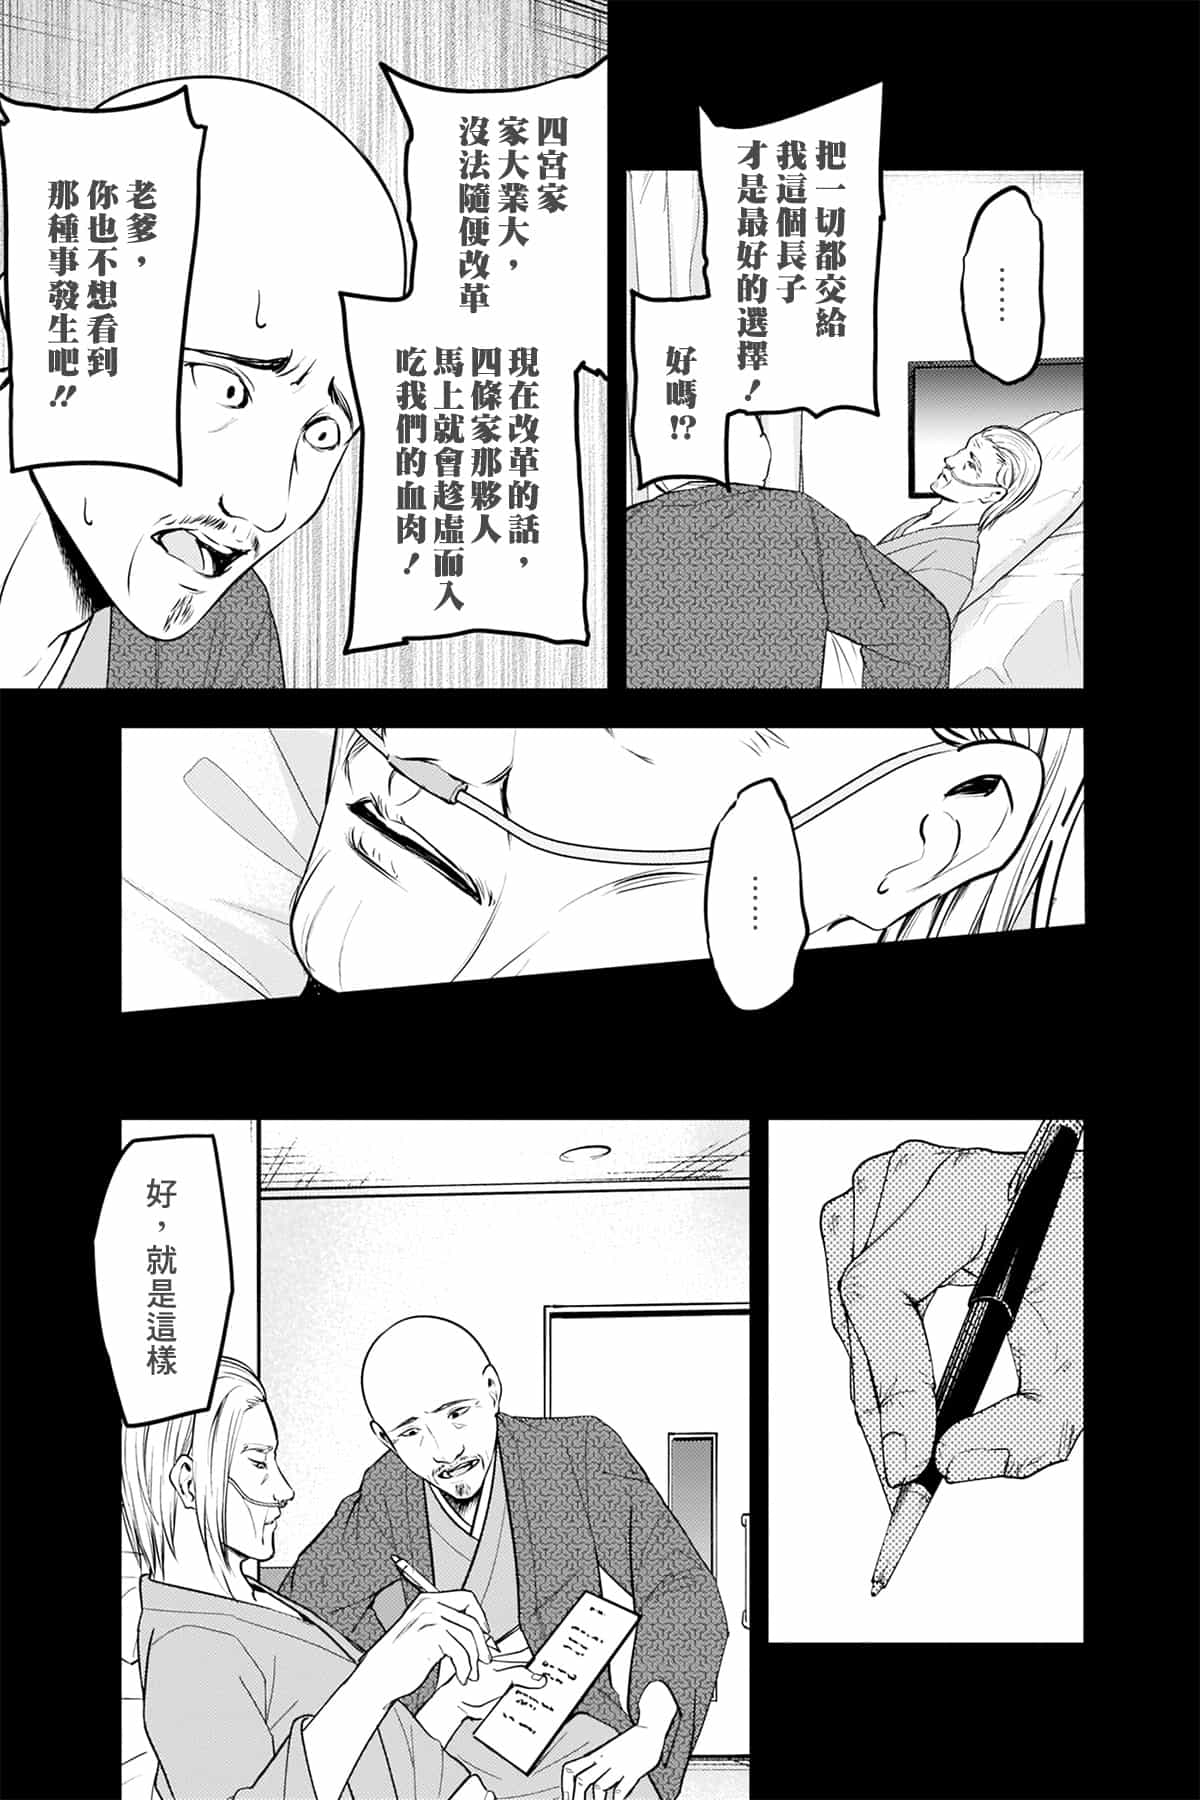 ……
把一切都交給
我這個長子
才是最好的選擇！
好嗎!?
四宮家
家大業大，
沒法隨便改革
現在改革的話，
四條家那夥人
馬上就會趁虛而入
吃我們的血肉！
老爹，
你也不想看到
那種事發生吧!!
……
好，就是這樣